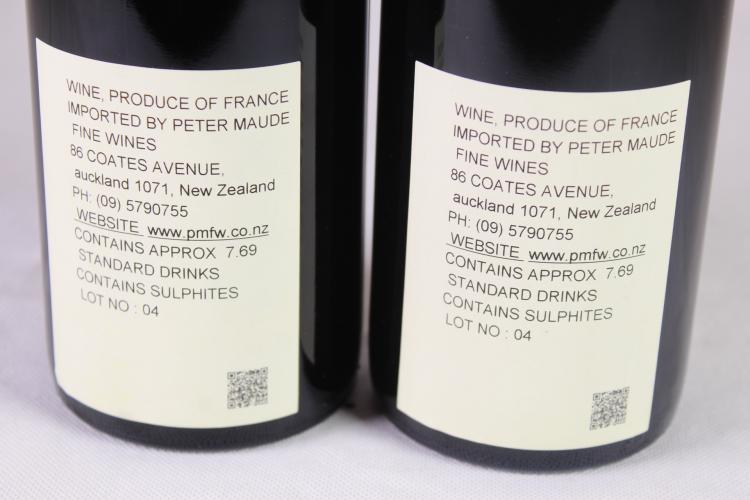 WINE, PRODUCE OF FRANCE
IMPORTED BY PETER MAUDE
FINE WINES
86 COATES AVENUE,
auckland 1071, New Zealand
PH: (09) 5790755
WEBSITE www.pmfw.co.nz
CONTAINS APPROX 7.69
STANDARD DRINKS
CONTAINS SULPHITES
LOT NO : 04
WINE, PRODUCE OF FRANCE
IMPORTED BY PETER MAUDE
FINE WINES
86 COATES AVENUE,
auckland 1071, New Zealand
PH: (09) 5790755
WEBSITE www.pmfw.co.nz
CONTAINS APPROX 7.69
STANDARD DRINKS
CONTAINS SULPHITES
LOT NO : 04